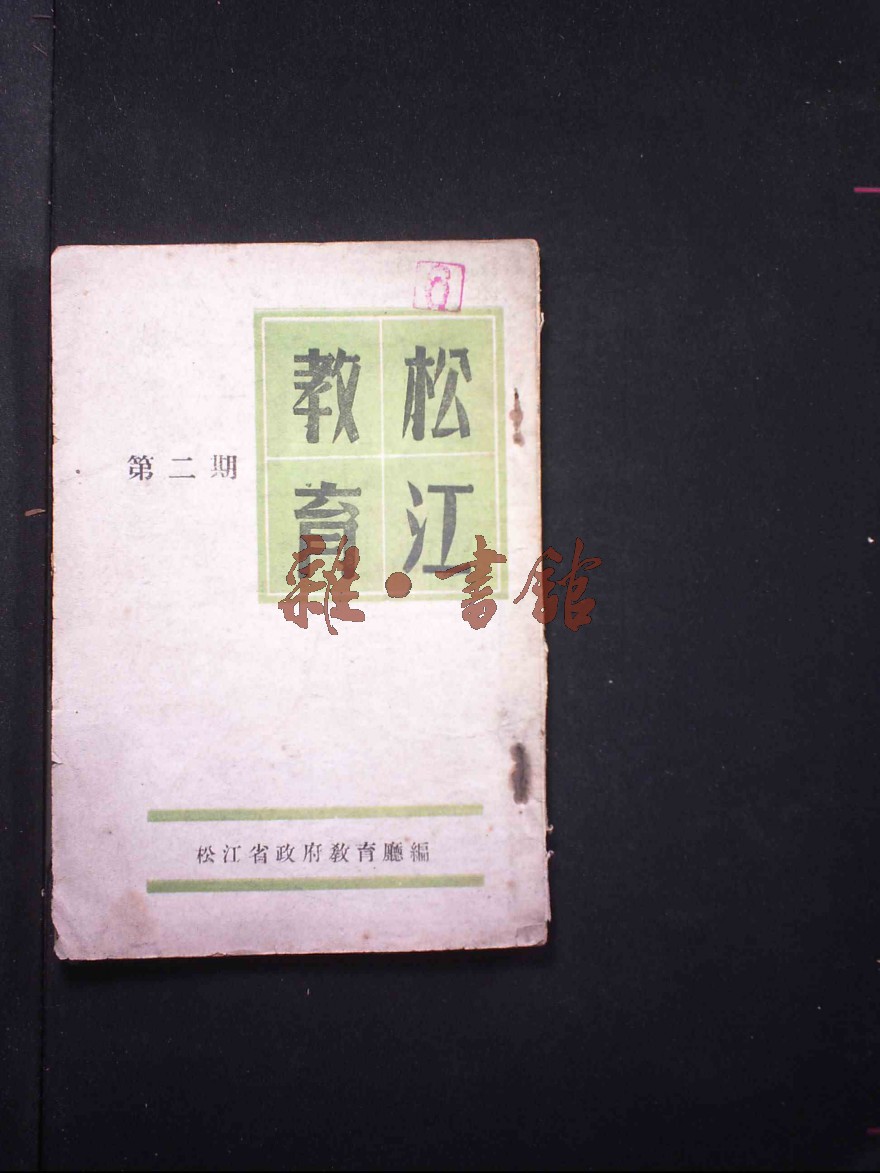 松江
教育
第二期
雜·書館
松江省政府教育廳編